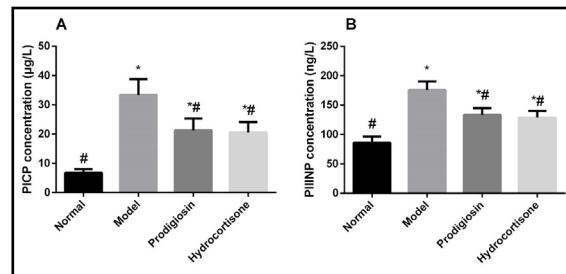 A
PICP concentration (µg/L)
40
30
20
10
0
*
*#
*#
#
Normal
Model
Prodigiosin
Hydrocortisone
B
PIIINP concentration (ng/L)
250
200
150
100
50
0
*
*#
*#
#
Normal
Model
Prodigiosin
Hydrocortisone